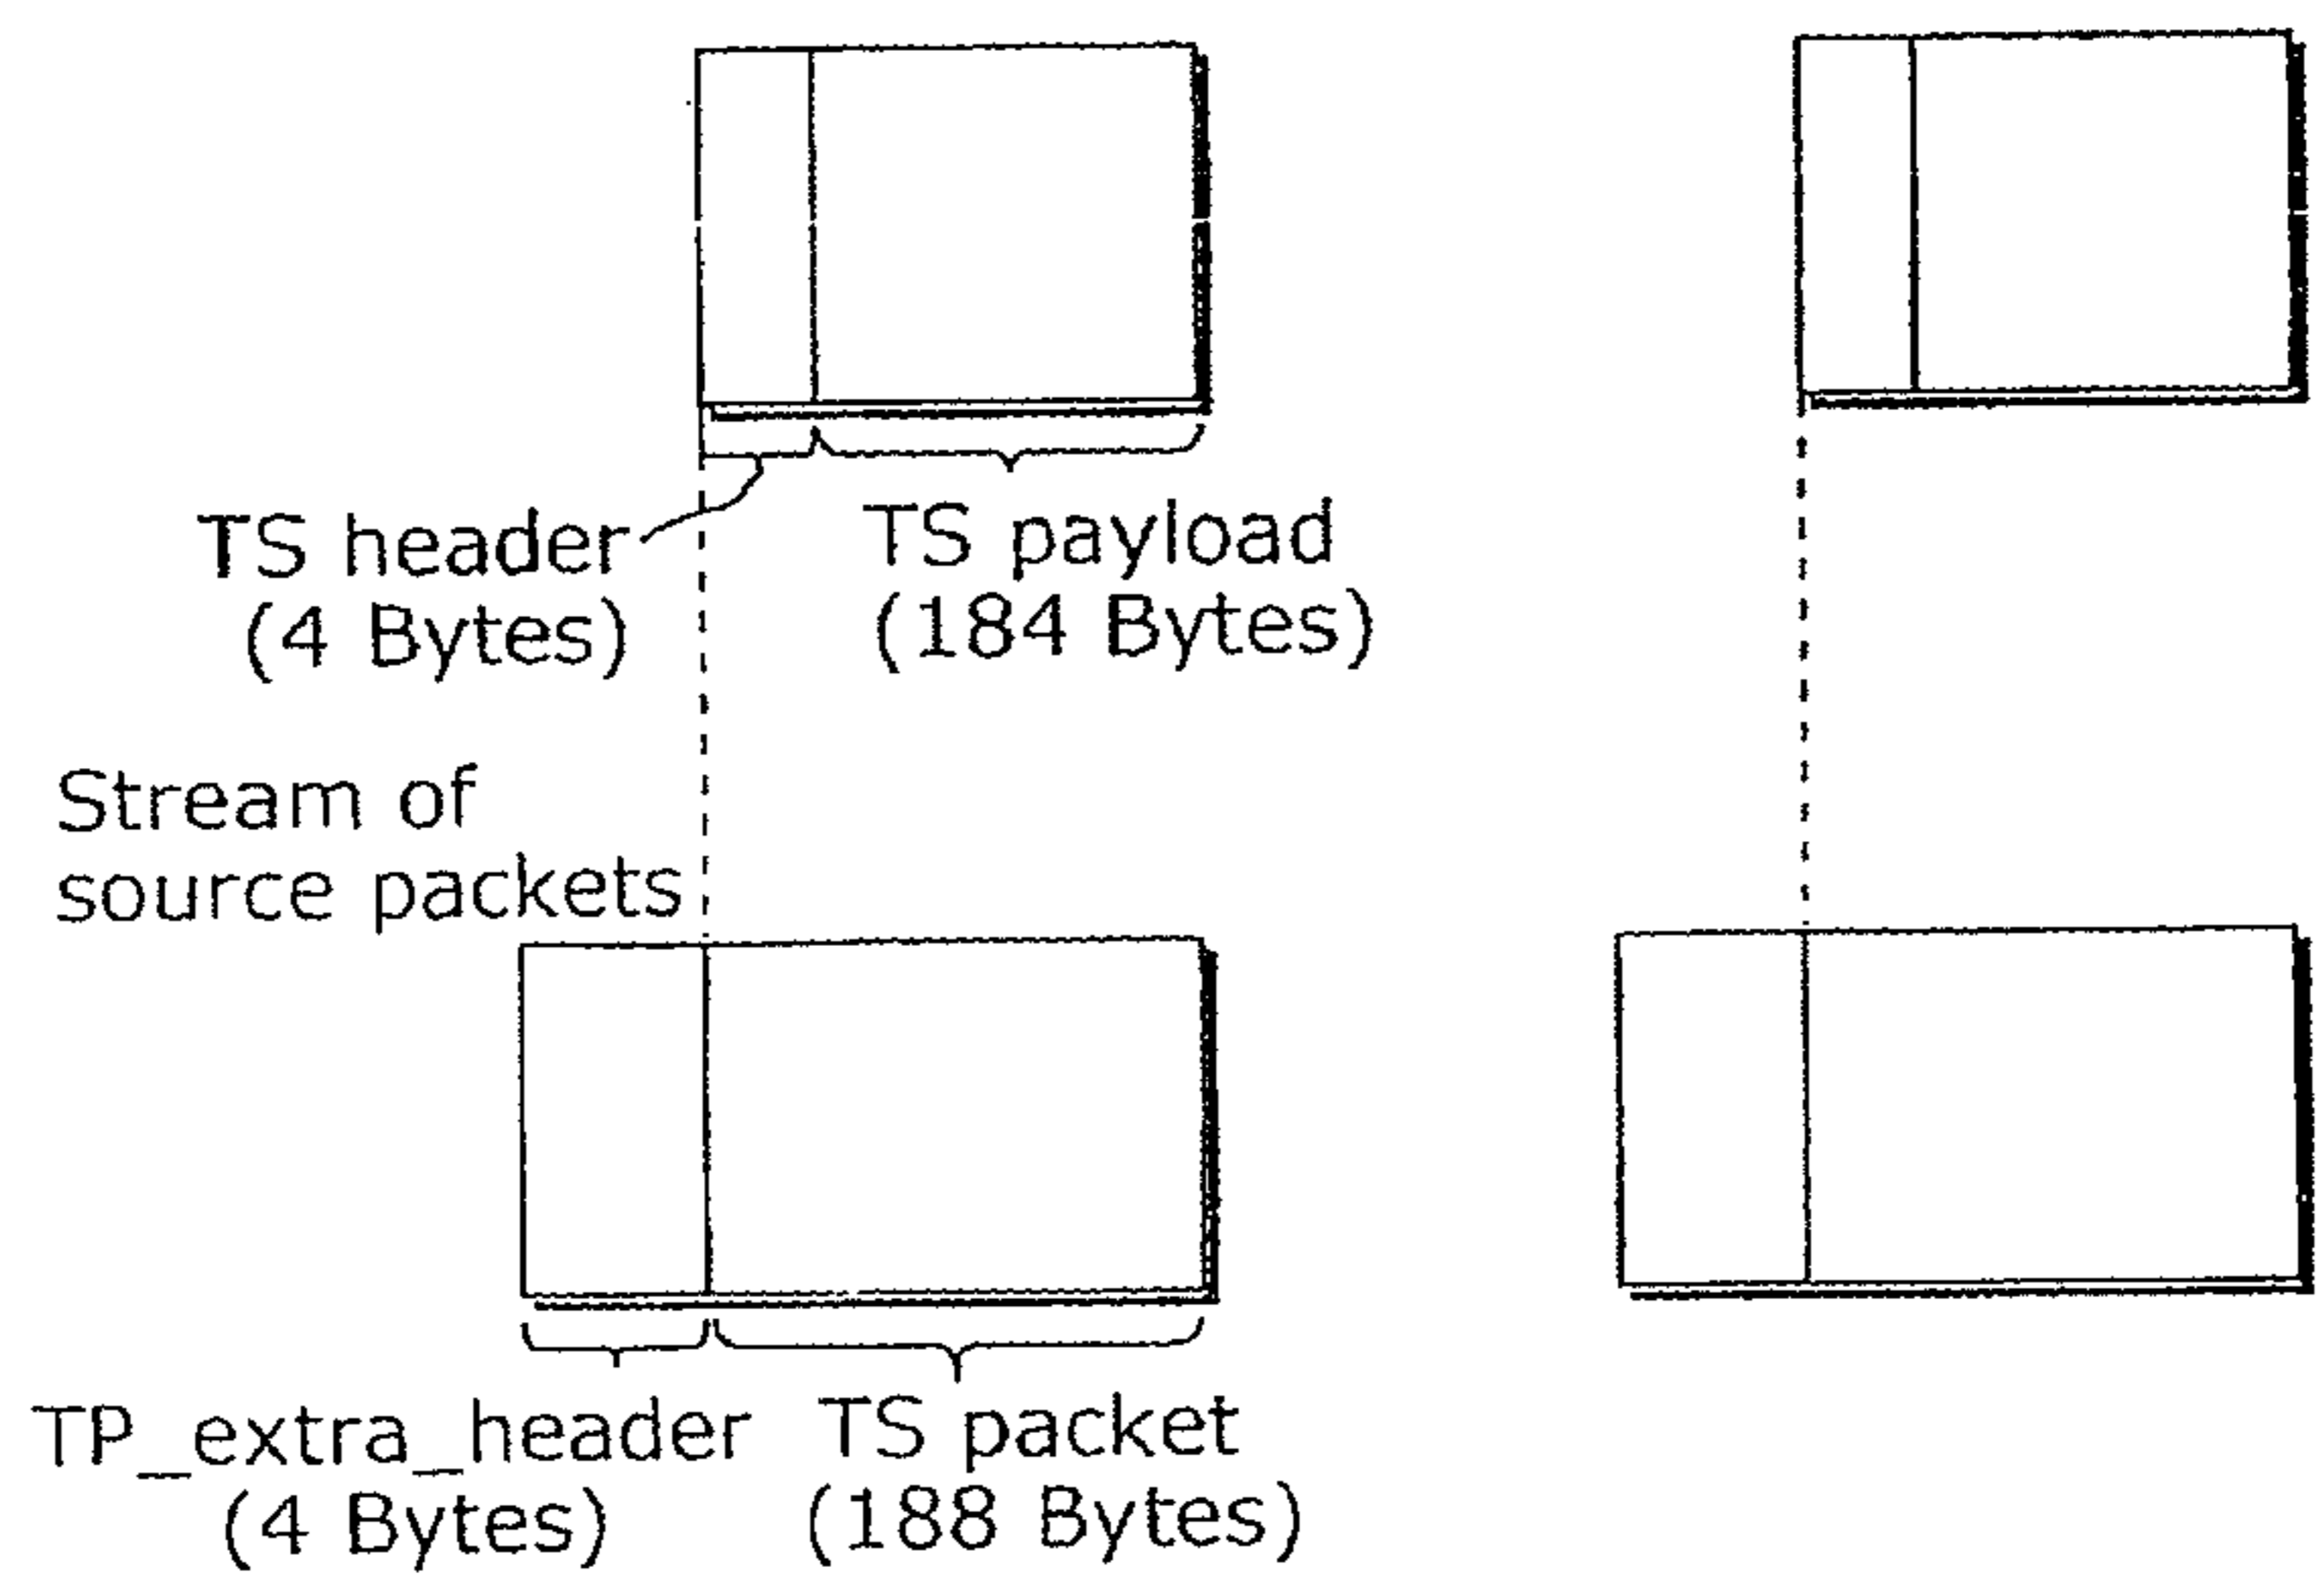 TS header
(4 Bytes)
TS payload
(184 Bytes)
Stream of
source packets
TP_extra_header
(4 Bytes)
TS packet
(188 Bytes)